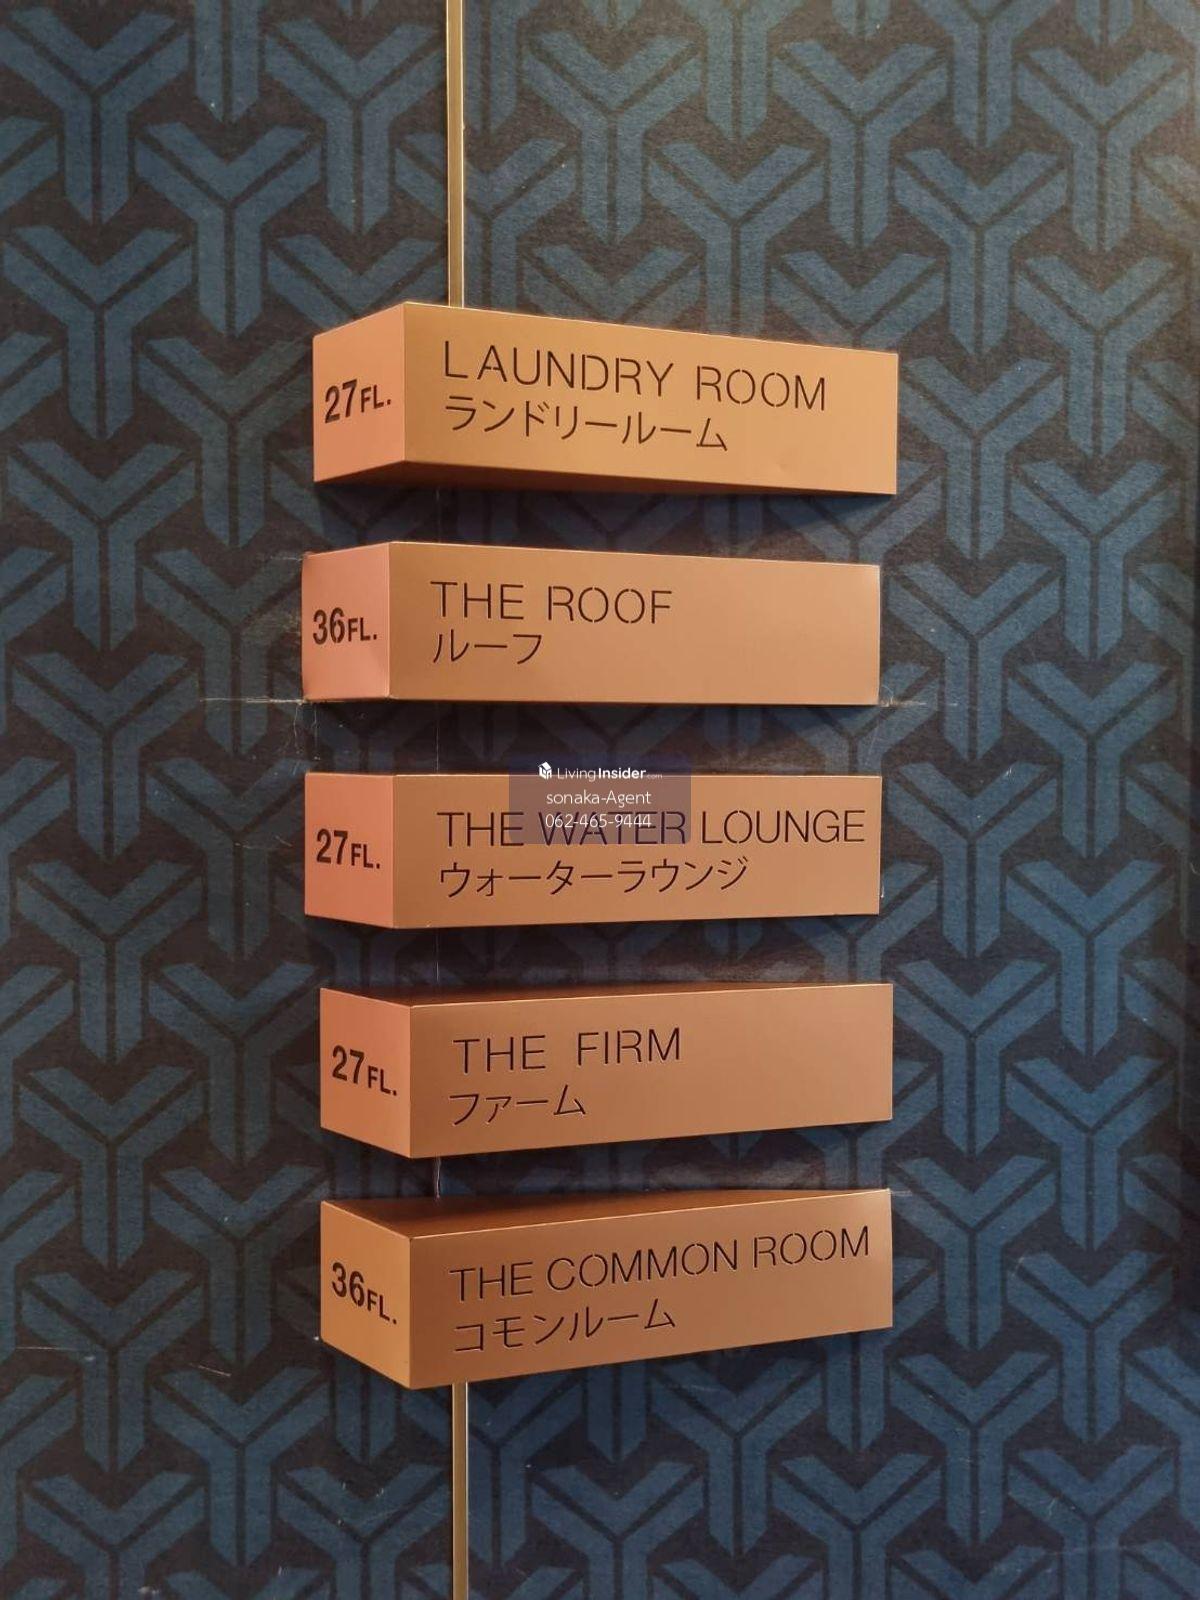 27FL.
LAUNDRY ROOM
ランドリールーム
36FL.
THE ROOF
ルーフ
LivingInsider.com
sonaka-Agent
062-465-9444
27FL.
THE WATER LOUNGE
ウォーターラウンジ
27FL.
THE FIRM
ファーム
36FL.
THE COMMON ROOM
コモンルーム